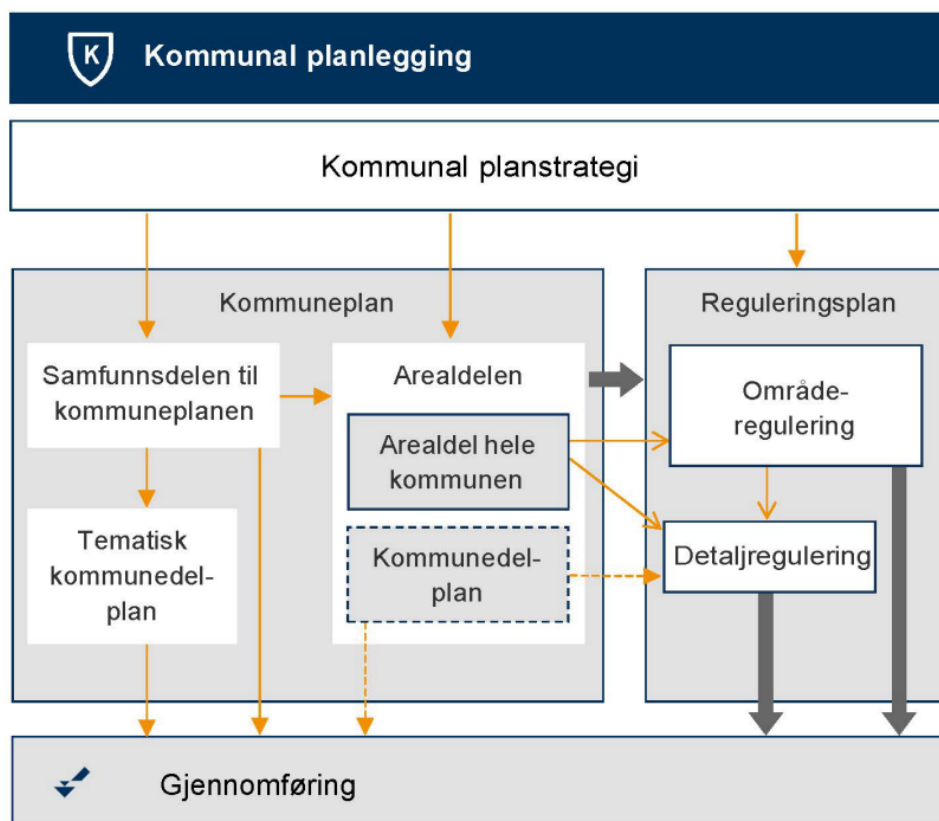 K
Kommunal planlegging
Kommunal planstrategi
Kommuneplan
Samfunnsdelen til
kommuneplanen
Tematisk
kommunedel-
plan
Arealdelen
Arealdel hele
kommunen
Kommunedel-
plan
Reguleringsplan
Område-
regulering
Detaljregulering
Gjennomføring